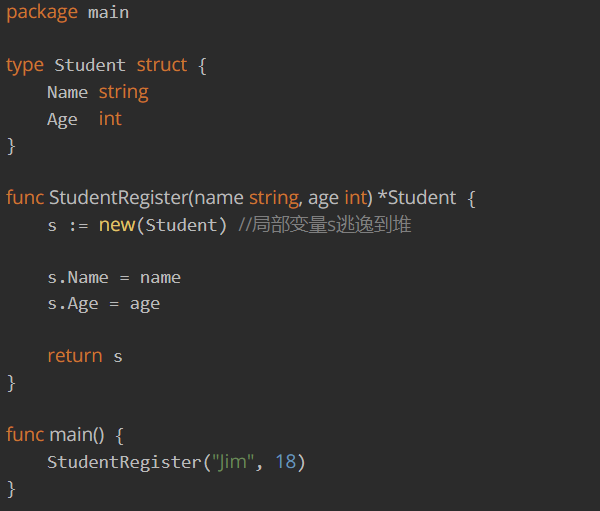 package main
type Student struct {
    Name string
    Age  int
}
func StudentRegister(name string, age int) *Student {
    s := new(Student) //局部变量s逃逸到堆
    s.Name = name
    s.Age = age
    return s
}
func main() {
    StudentRegister("Jim", 18)
}